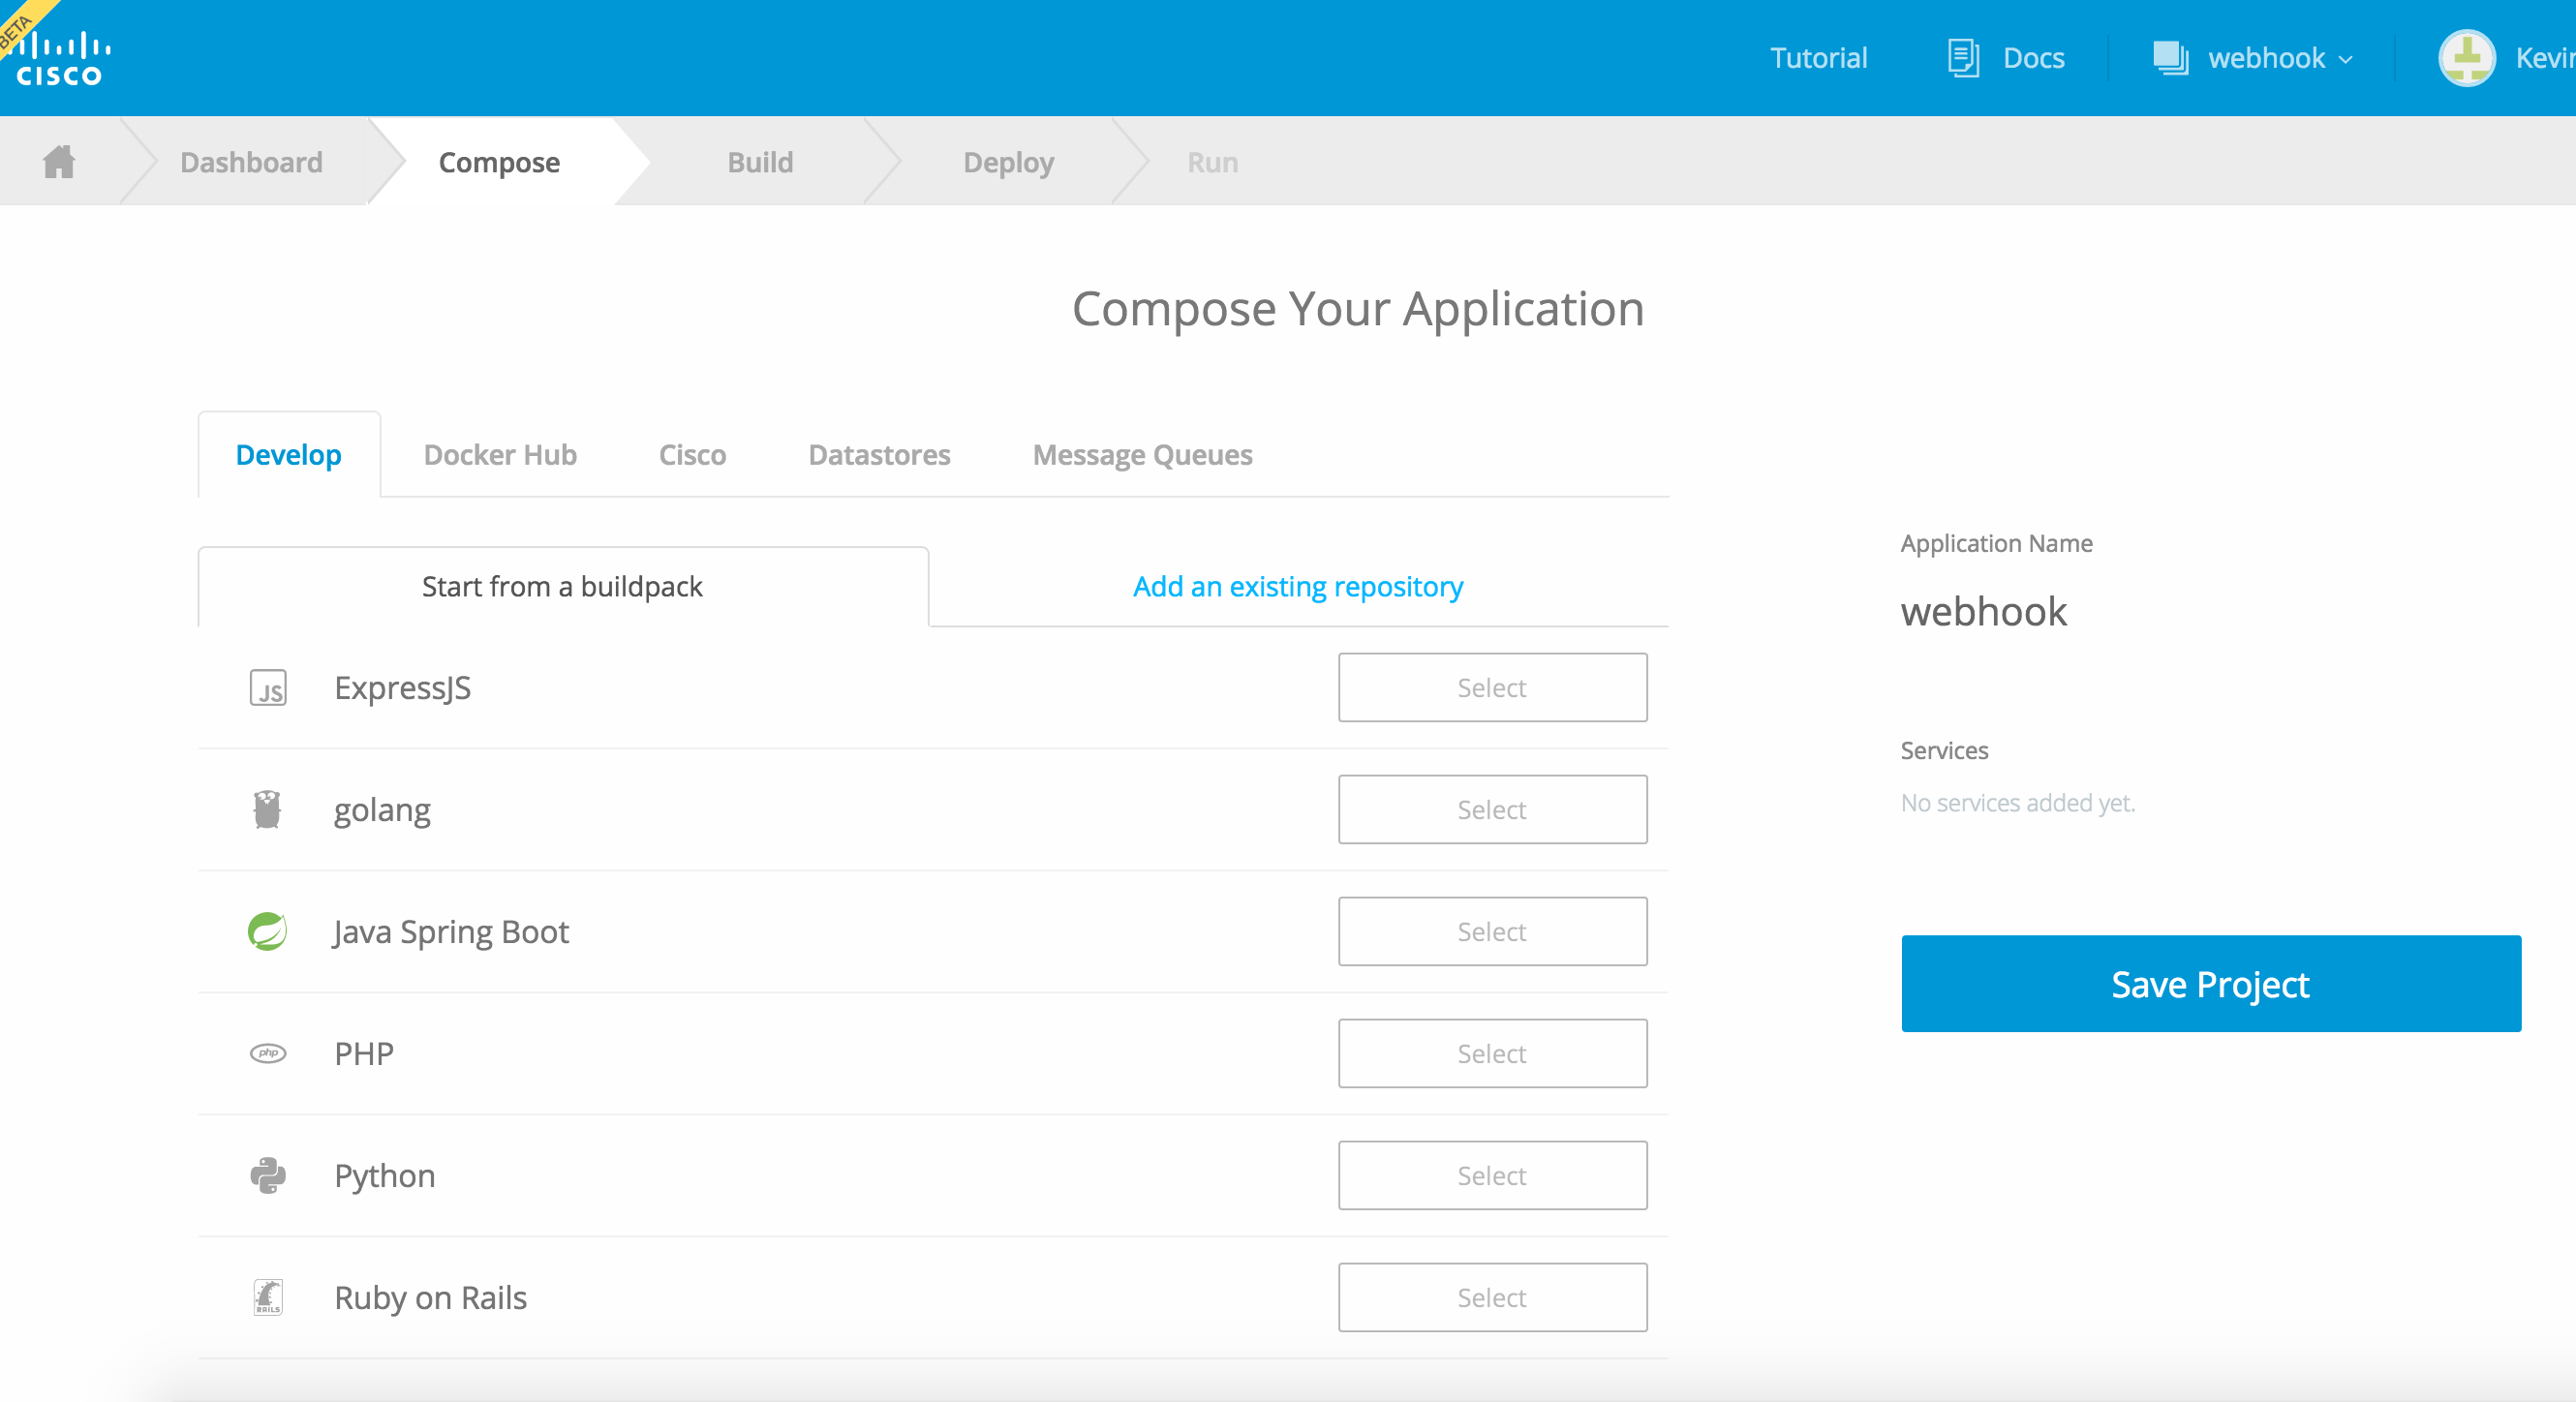 BETA
CISCO
Tutorial
Docs
webhook
Dashboard
Compose
Build
Deploy
Run
Compose Your Application
Develop
Docker Hub
Cisco
Datastores
Message Queues
Start from a buildpack
Add an existing repository
JS
ExpressJS
Select
golang
Select
Java Spring Boot
Select
php
PHP
Select
Python
Select
RAILS
Ruby on Rails
Select
Application Name
webhook
Services
No services added yet.
Save Project